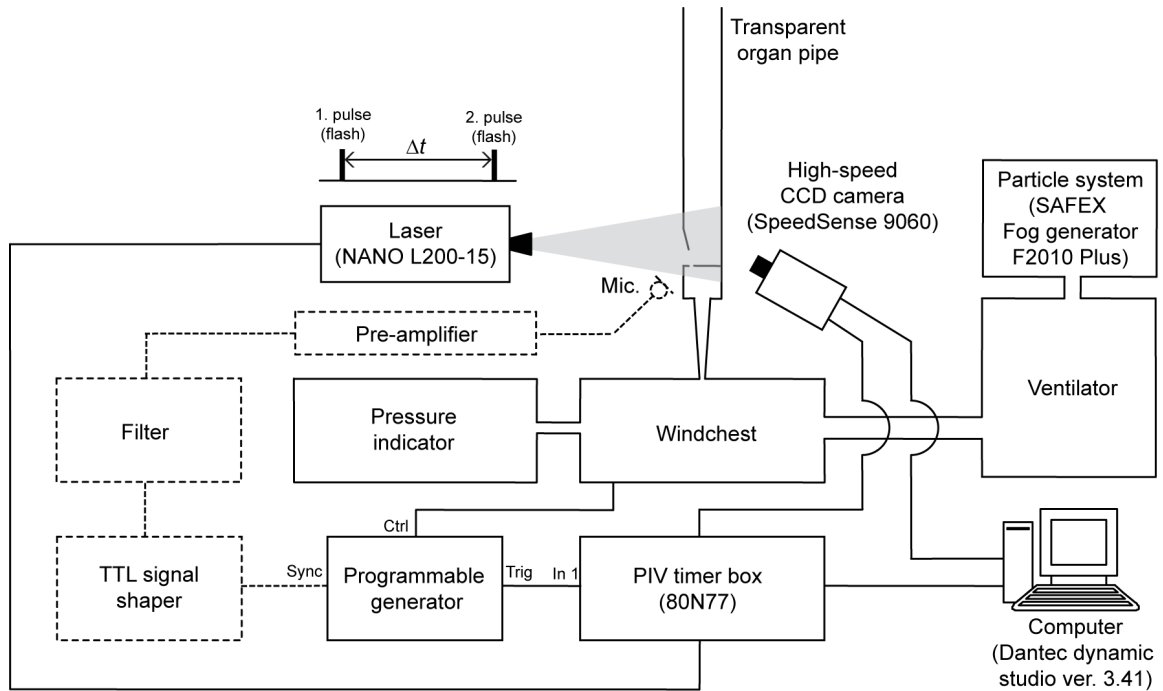 Transparent
organ pipe
1. pulse
(flash)
2. pulse
(flash)
Δt
High-speed
CCD camera
(SpeedSense 9060)
Particle system
(SAFEX
Fog generator
F2010 Plus)
Laser
(NANO L200-15)
Mic.
Pre-amplifier
Filter
Pressure
indicator
Windchest
Ventilator
Ctrl
TTL signal
shaper
Sync
Programmable
generator
Trig
In 1
PIV timer box
(80N77)
Computer
(Dantec dynamic
studio ver. 3.41)